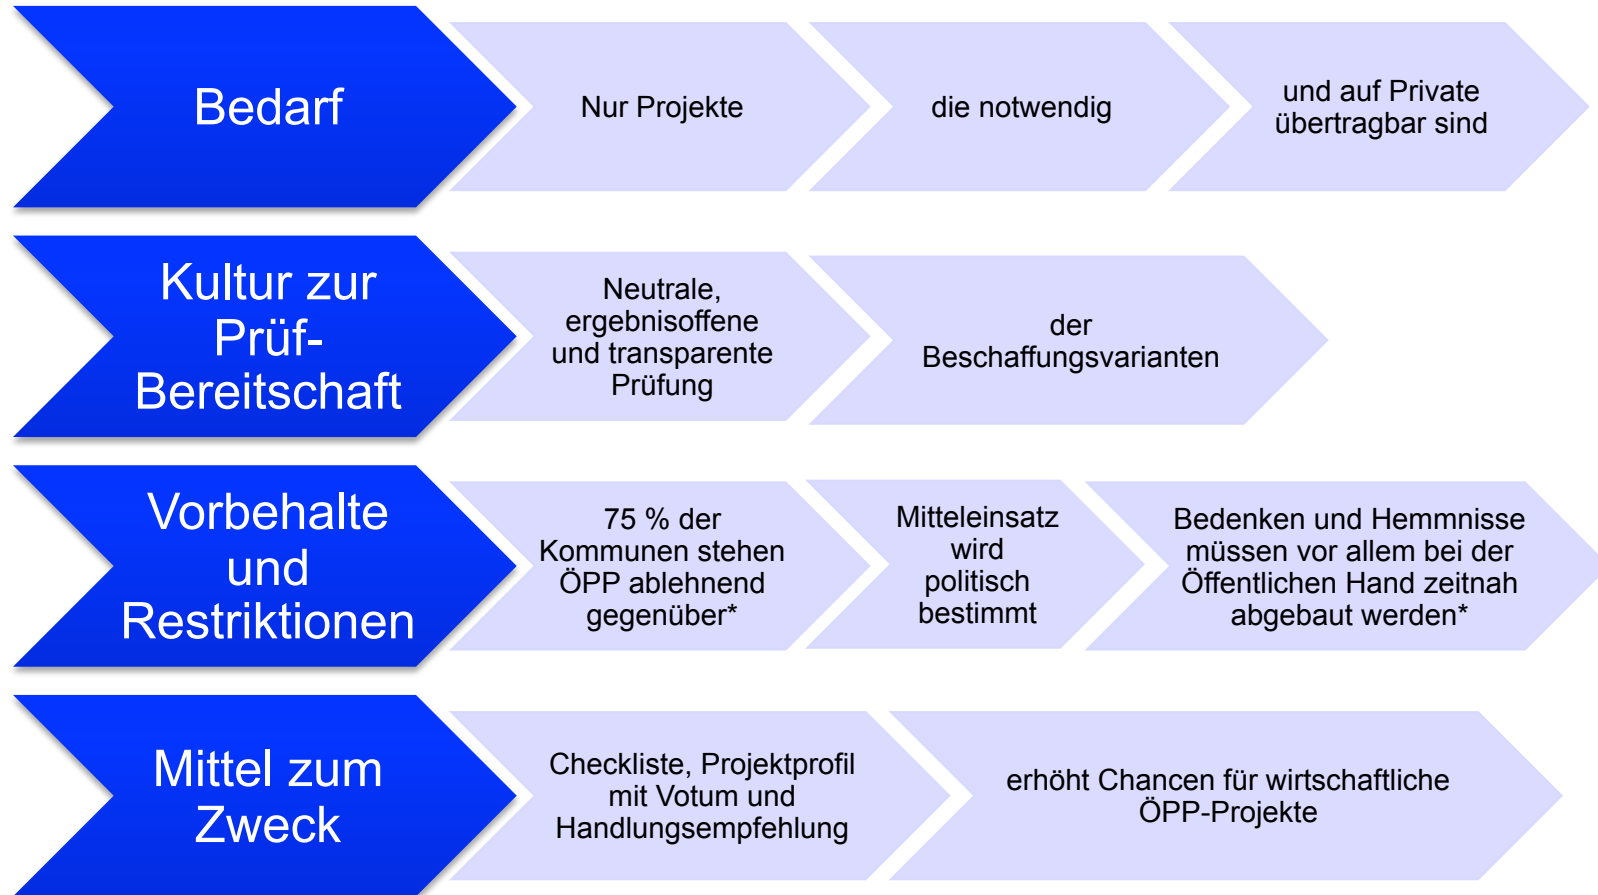 Bedarf
Nur Projekte
die notwendig
und auf Private
übertragbar sind
Kultur zur
Prüf-
Bereitschaft
Neutrale,
ergebnisoffene
und transparente
Prüfung
der
Beschaffungsvarianten
Vorbehalte
und
Restriktionen
75 % der
Kommunen stehen
ÖPP ablehnend
gegenüber*
Mitteleinsatz
wird
politisch
bestimmt
Bedenken und Hemmnisse
müssen vor allem bei der
Öffentlichen Hand zeitnah
abgebaut werden*
Mittel zum
Zweck
Checkliste, Projektprofil
mit Votum und
Handlungsempfehlung
erhöht Chancen für wirtschaftliche
ÖPP-Projekte